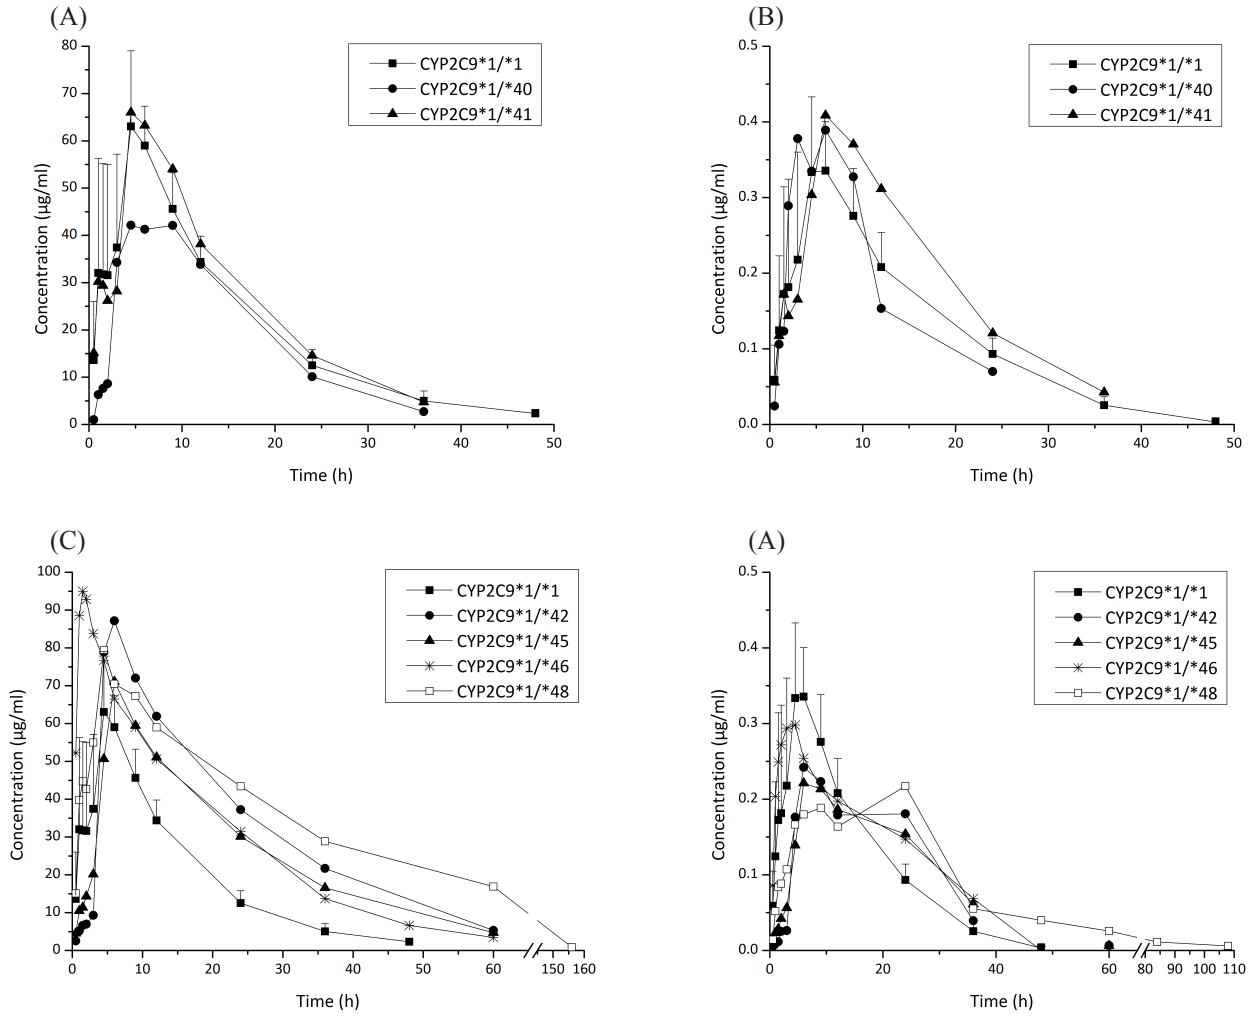 (A)
80
70
60
50
40
30
20
10
0
0 10 20 30 40 50
Concentration (µg/ml)
Time (h)
CYP2C9*1/*1
CYP2C9*1/*40
CYP2C9*1/*41
(B)
0.5
0.4
0.3
0.2
0.1
0.0
0 10 20 30 40 50
Concentration (µg/ml)
Time (h)
CYP2C9*1/*1
CYP2C9*1/*40
CYP2C9*1/*41
(C)
100
90
80
70
60
50
40
30
20
10
0
0 10 20 30 40 50 60 150 160
Concentration (µg/ml)
Time (h)
CYP2C9*1/*1
CYP2C9*1/*42
CYP2C9*1/*45
CYP2C9*1/*46
CYP2C9*1/*48
(A)
0.5
0.4
0.3
0.2
0.1
0.0
0 20 40 60 80 90 100 110
Concentration (µg/ml)
Time (h)
CYP2C9*1/*1
CYP2C9*1/*42
CYP2C9*1/*45
CYP2C9*1/*46
CYP2C9*1/*48